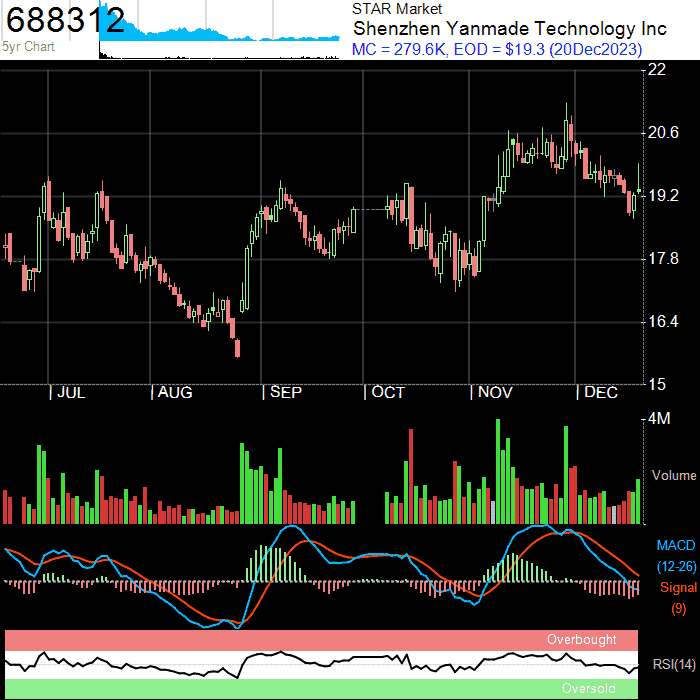 688312
STAR Market
Shenzhen Yanmade Technology Inc
5yr Chart
MC = 279.6K, EOD = $19.3 (20Dec2023)
22
20.6
19.2
17.8
16.4
15
| JUL | AUG | SEP | OCT | NOV | DEC
4M
Volume
MACD
(12-26)
Signal
(9)
Overbought
RSI(14)
Oversold